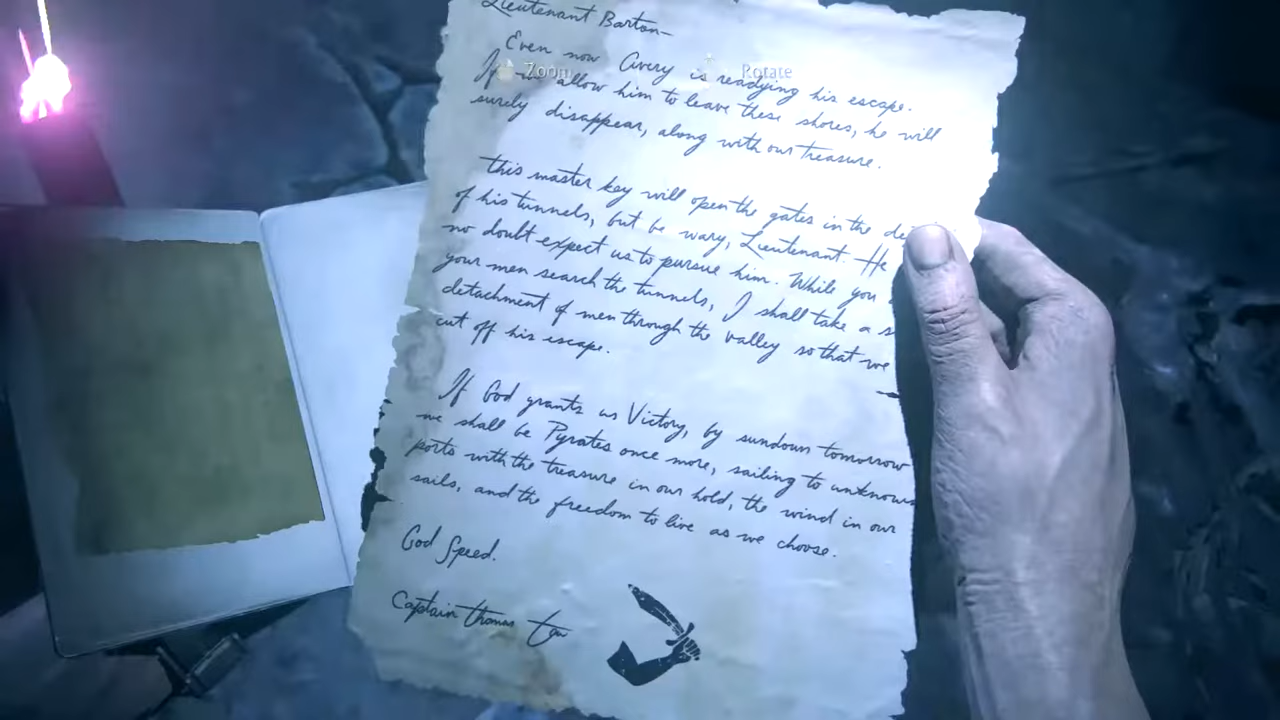 Lieutenant Barton—
Even now Avery is readying his escape.
If we allow him to leave these shores, he will
surely disappear, along with our treasure.
this master key will open the gates in the
of his tunnels, but be wary, Lieutenant. He
no doubt expect us to pursue him. While you
your men search the tunnels, I shall take a
detachment of men through the valley so that we
cut off his escape.
If God grants us Victory, by sundown tomorrow
we shall be Pyrates once more, sailing to unknown
ports with the treasure in our hold, the wind in our
sails, and the freedom to live as we choose.
God Speed.
Captain thomas tew
Zoom
Rotate